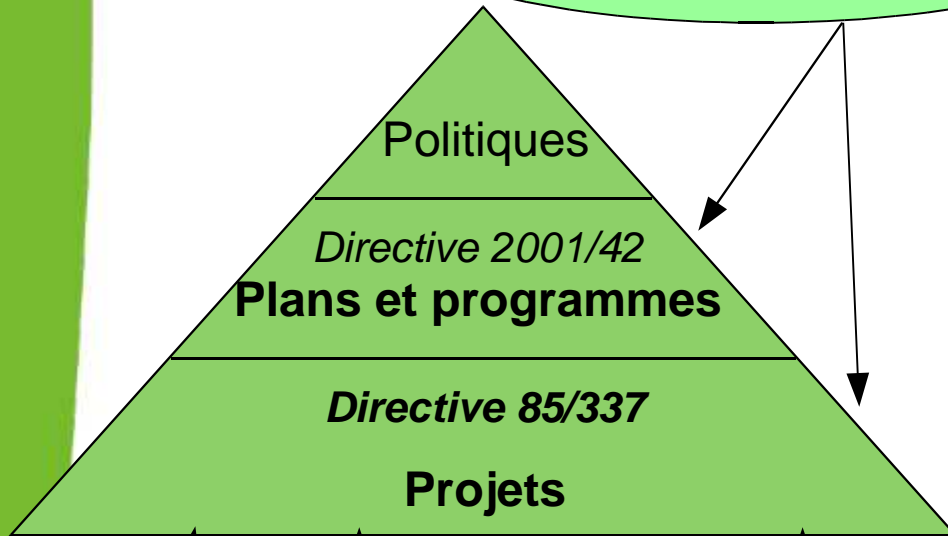 Politiques
Directive 2001/42
Plans et programmes
Directive 85/337
Projets